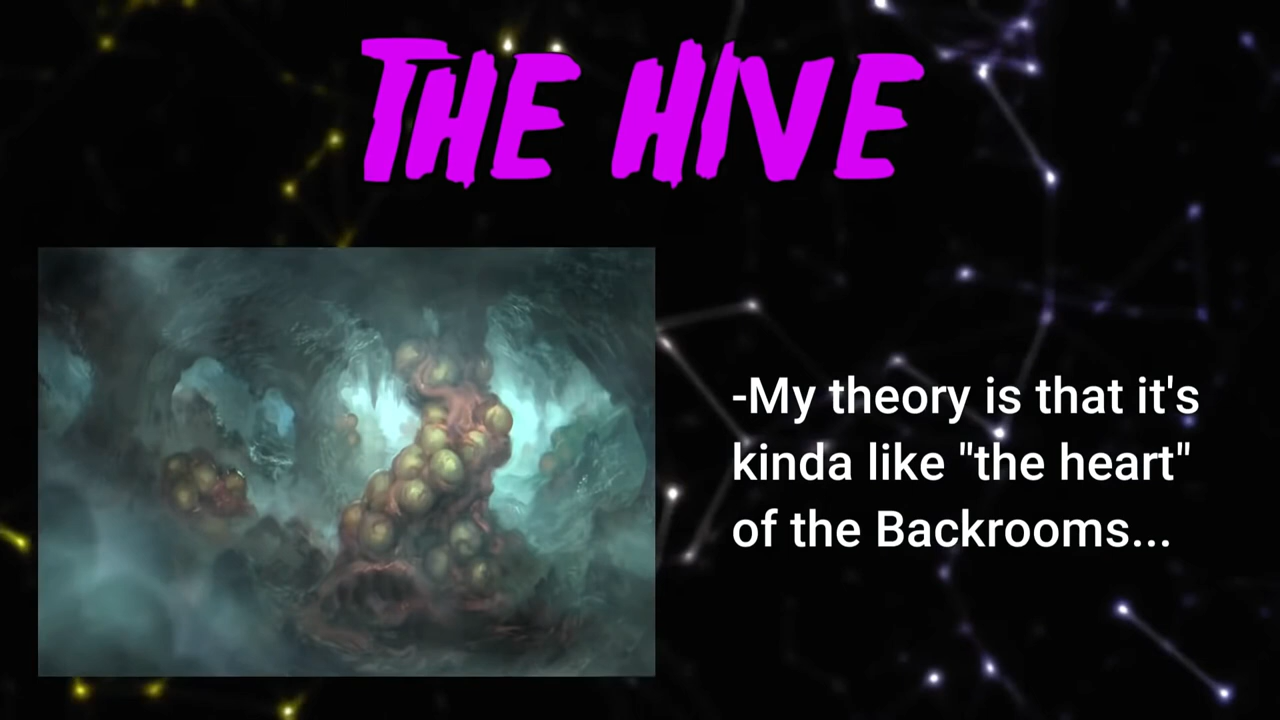 THE HIVE
-My theory is that it's
kinda like "the heart"
of the Backrooms...